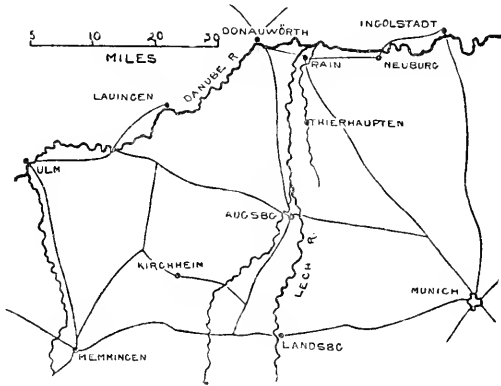 DONAUWÖRTH
INGOLSTADT
5 10 20 30
MILES
RAIN
NEUBURG
DANUBE R
LAUINGEN
THIERHAUPTEN
ULM
AUGSBG
LECH R.
KIRCHHEIM
MUNICH
MEMMINGEN
LANDSBG